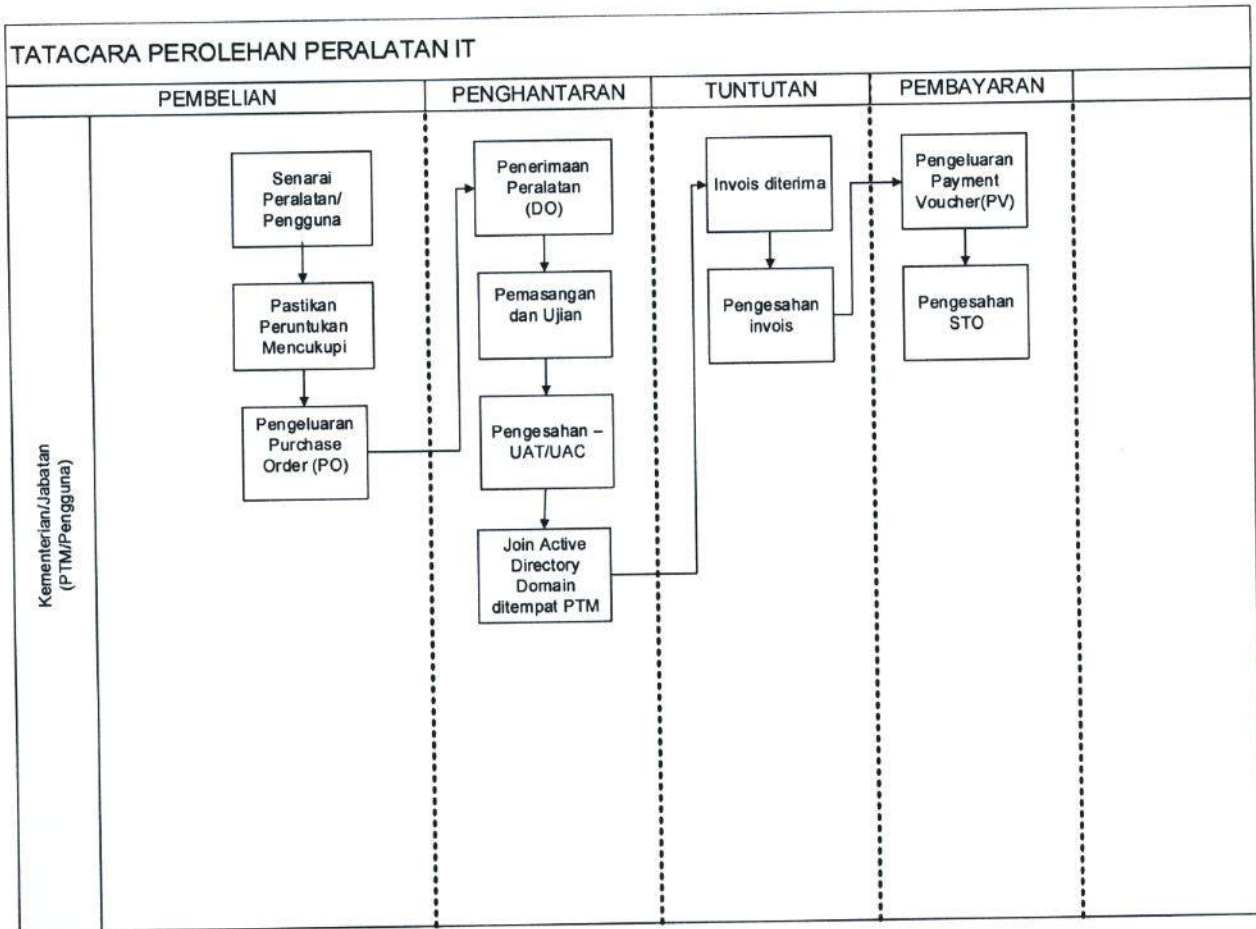 TATACARA PEROLEHAN PERALATAN IT
PEMBELIAN
PENGHANTARAN
TUNTUTAN
PEMBAYARAN
Kementerian/Jabatan
(PTM/Pengguna)
Senarai
Peralatan/
Pengguna
Pastikan
Peruntukan
Mencukupi
Pengeluaran
Purchase
Order (PO)
Penerimaan
Peralatan
(DO)
Pemasangan
dan Ujian
Pengesahan –
UAT/UAC
Join Active
Directory
Domain
ditempat PTM
Invois diterima
Pengesahan
invois
Pengeluaran
Payment
Voucher(PV)
Pengesahan
STO